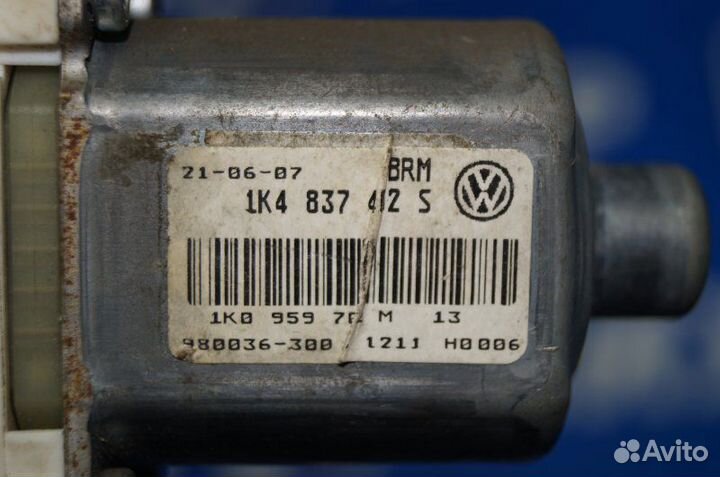 21-06-07 BRM
1K4 837 402 S
1K0 959 70 M 13
980036-300 1211 H0006
Avito